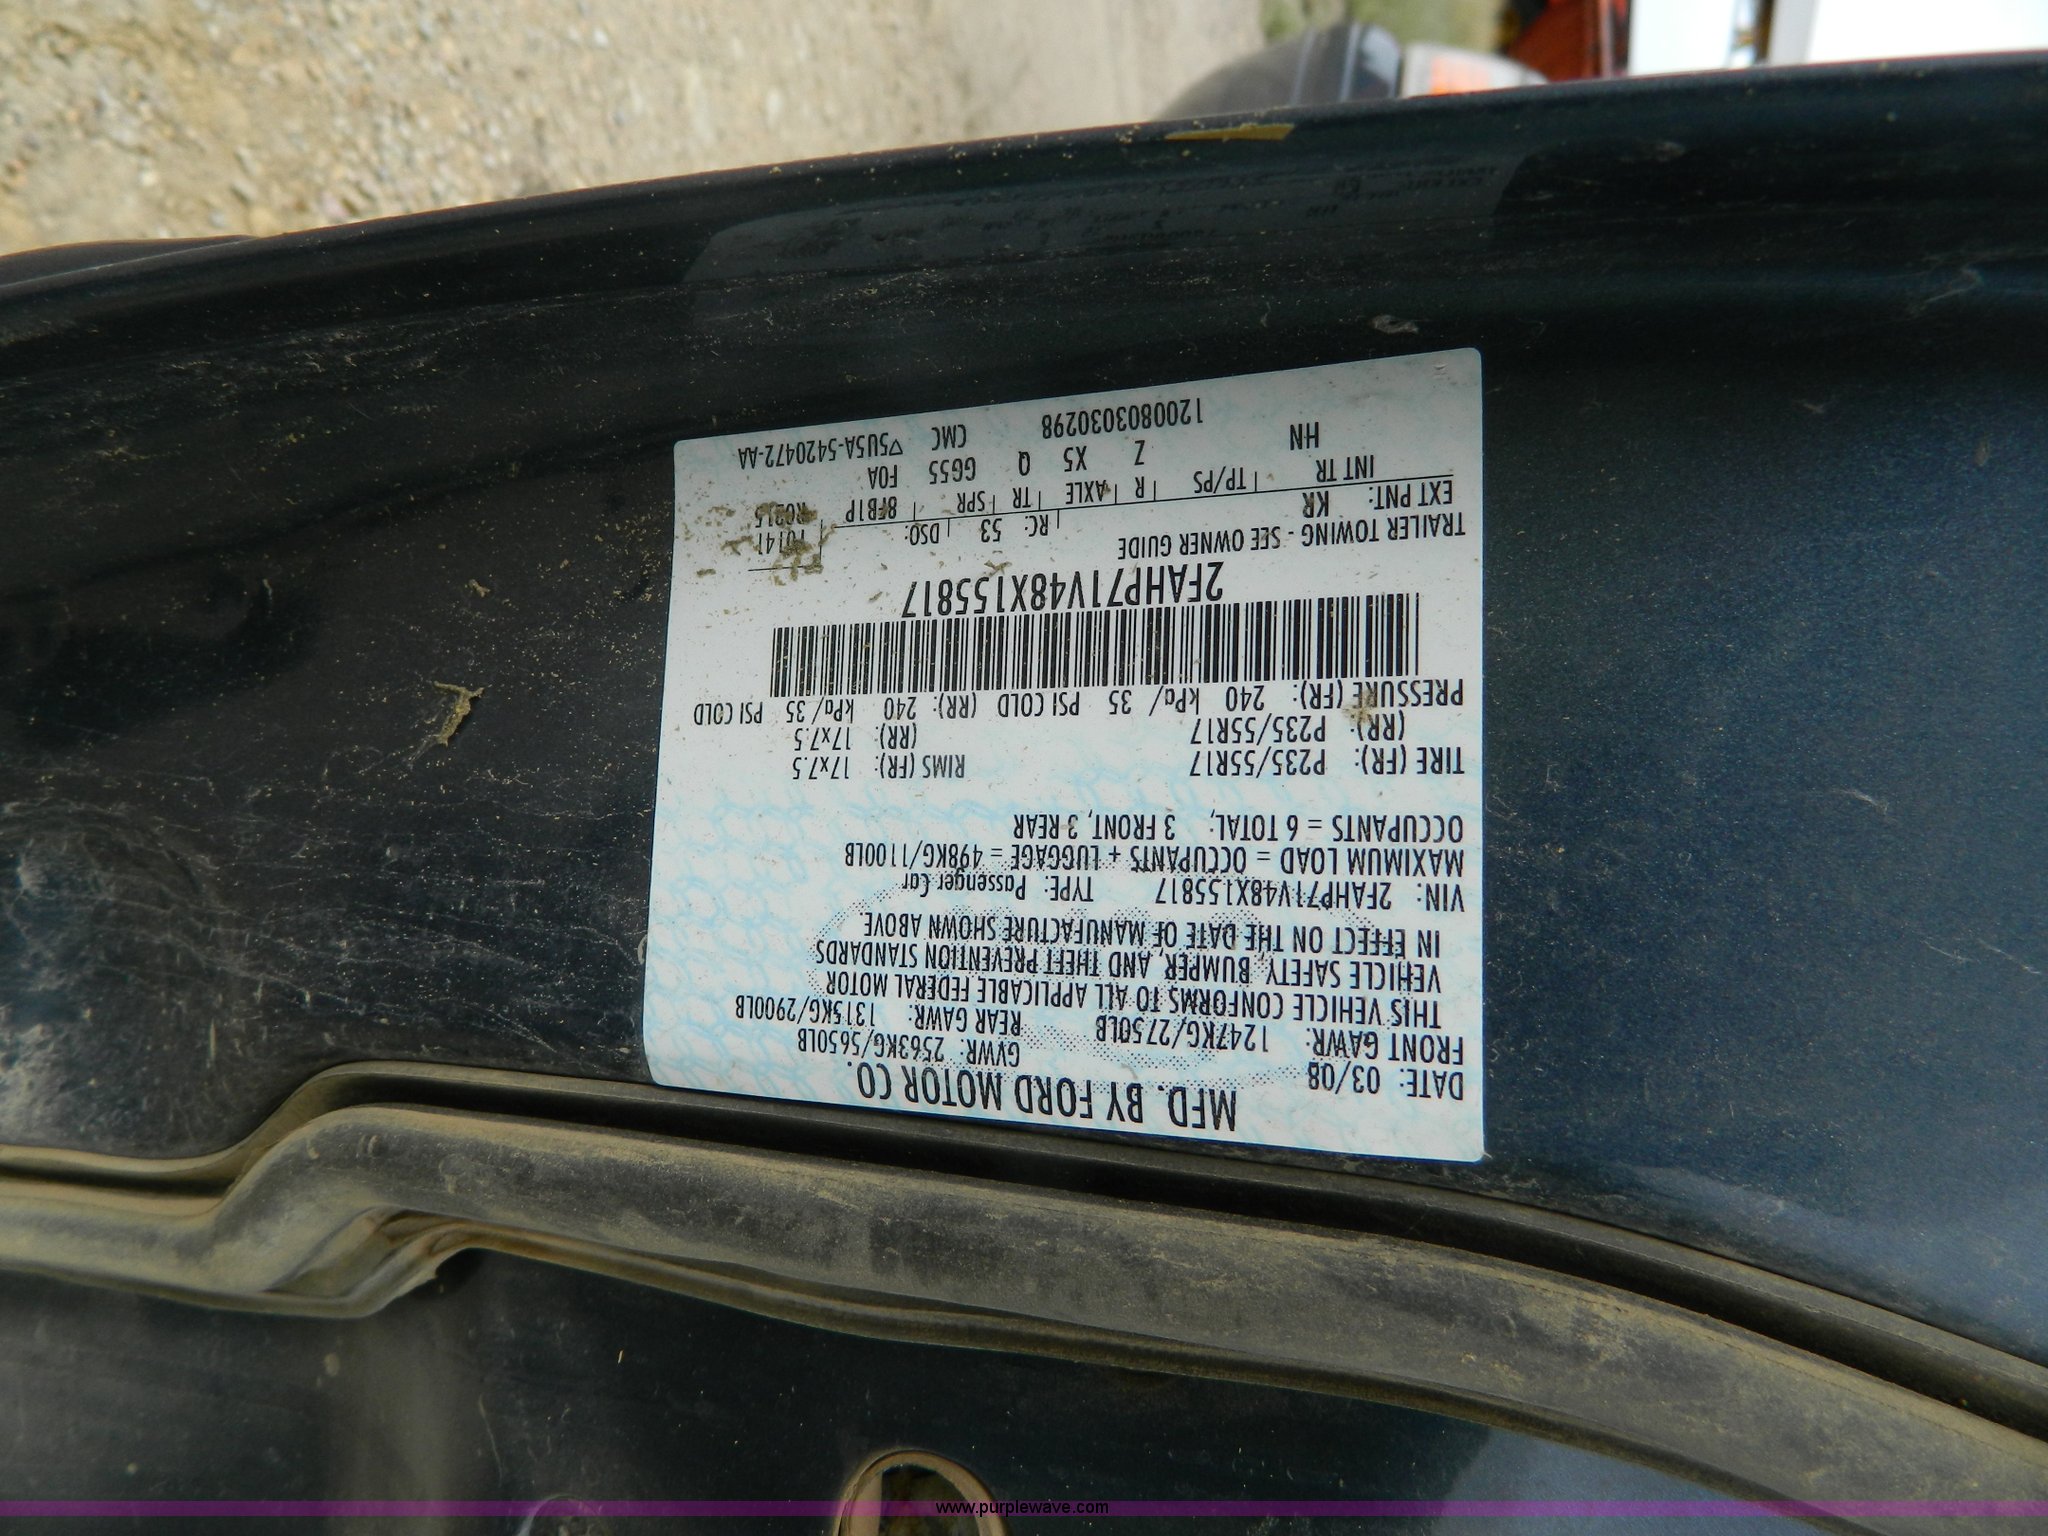 MFD. BY FORD MOTOR CO.
DATE: 03/08 GVWR: 2563KG/5650LB
FRONT GAWR: 1247KG/2750LB REAR GAWR: 1315KG/2900LB
THIS VEHICLE CONFORMS TO ALL APPLICABLE FEDERAL MOTOR
VEHICLE SAFETY, BUMPER, AND THEFT PREVENTION STANDARDS
IN EFFECT ON THE DATE OF MANUFACTURE SHOWN ABOVE.
VIN: 2FAHP71V48X155817 TYPE: Passenger Car
MAXIMUM LOAD = OCCUPANTS + LUGGAGE = 498KG/1100LB
OCCUPANTS = 6 TOTAL, 3 FRONT, 3 REAR
TIRE (FR): P235/55R17 RIMS (FR): 17x7.5
(RR): P235/55R17 (RR): 17x7.5
PRESSURE (FR): 240 kPa/ 35 PSI COLD (RR): 240 kPa/ 35 PSI COLD
2FAHP71V48X155817
TRAILER TOWING - SEE OWNER GUIDE
EXT PNT: KR RC: 53 DSO:
INT TR TP/PS R AXLE TR SPR 8FB1P
HN Z X5 Q GG55 FOA
1200803030298 CMC ▽5U5A-5420472-AA
www.purplewave.com